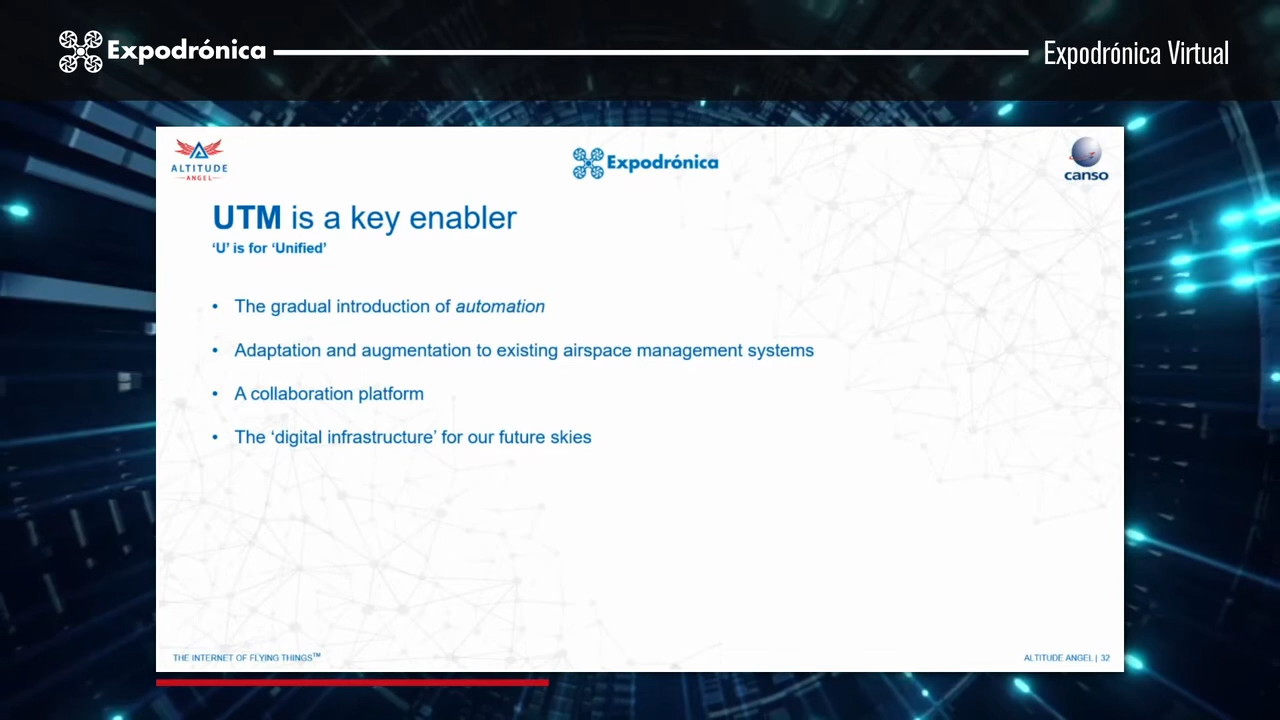 Expodrónica
Expodrónica Virtual
ALTITUDE
ANGEL
Expodrónica
canso
UTM is a key enabler
‘U’ is for ‘Unified’
• The gradual introduction of automation
• Adaptation and augmentation to existing airspace management systems
• A collaboration platform
• The ‘digital infrastructure’ for our future skies
THE INTERNET OF FLYING THINGS™
ALTITUDE ANGEL | 32